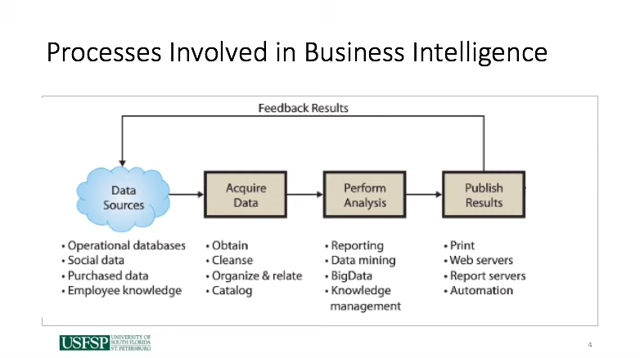 Processes Involved in Business Intelligence
Feedback Results
Data
Sources
Acquire
Data
Perform
Analysis
Publish
Results
• Operational databases
• Social data
• Purchased data
• Employee knowledge
• Obtain
• Cleanse
• Organize & relate
• Catalog
• Reporting
• Data mining
• BigData
• Knowledge
management
• Print
• Web servers
• Report servers
• Automation
USFSP
UNIVERSITY OF
SOUTH FLORIDA
ST. PETERSBURG
4